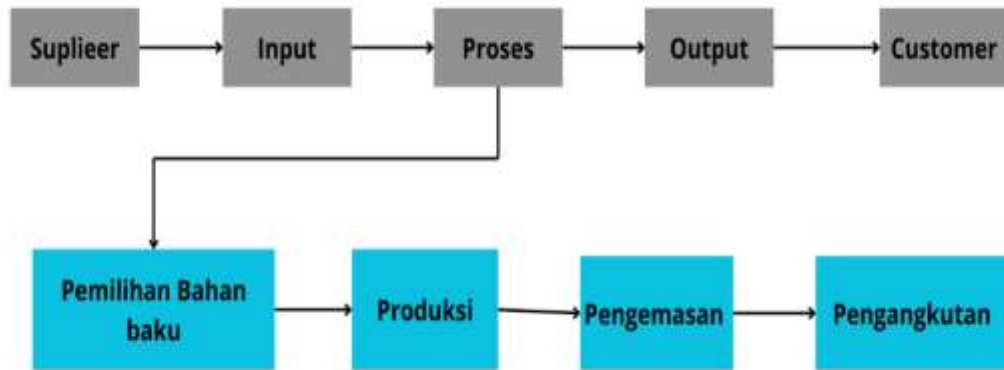 Suplieer
Input
Proses
Output
Customer
Pemilihan Bahan
baku
Produksi
Pengemasan
Pengangkutan